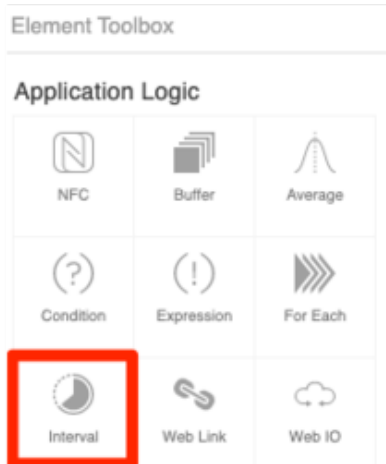 Element Toolbox
Application Logic
NFC Buffer Average
(?) (!)
Condition Expression For Each
Interval Web Link Web IO